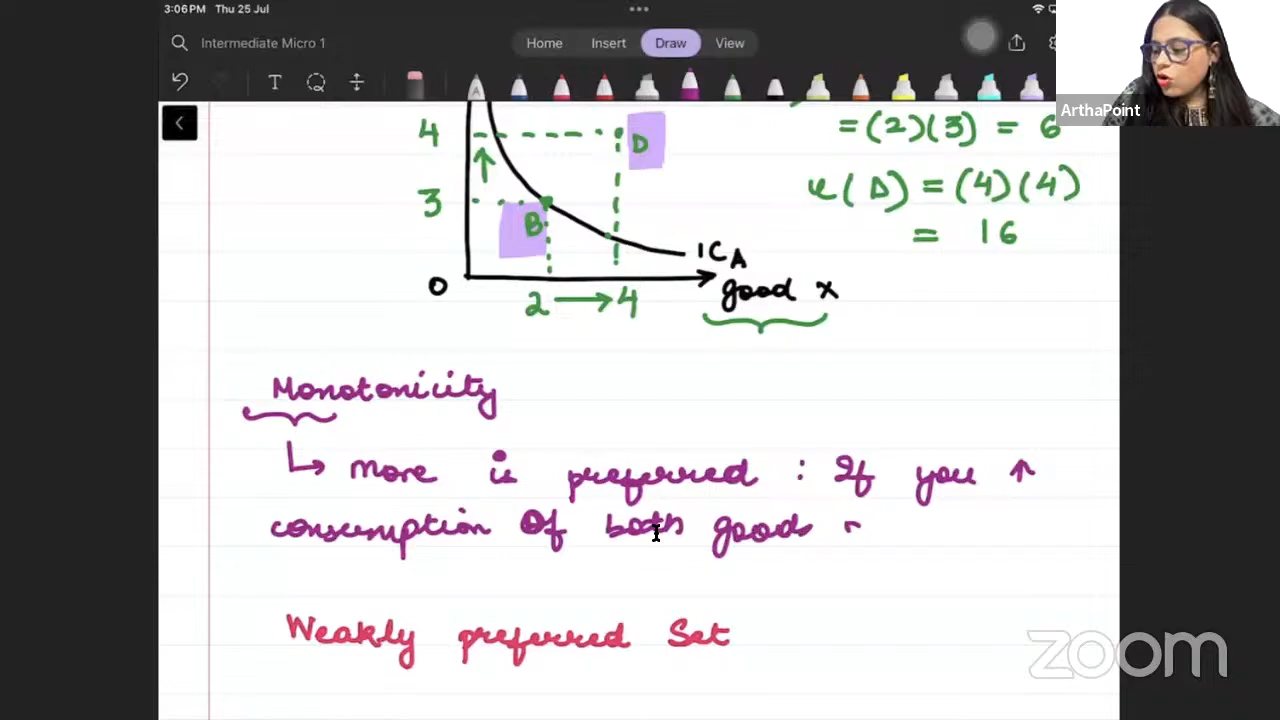 3:06 PM Thu 25 Jul
Intermediate Micro 1
Home Insert Draw View
ArthaPoint
T
A
4
D
3
B
ICA
0
2 → 4
good x
= (2)(3) = 6
u(D) = (4)(4)
= 16
Monotonicity
↳ more is preferred : If you ↑
consumption of both goods
Weakly preferred Set
zoom